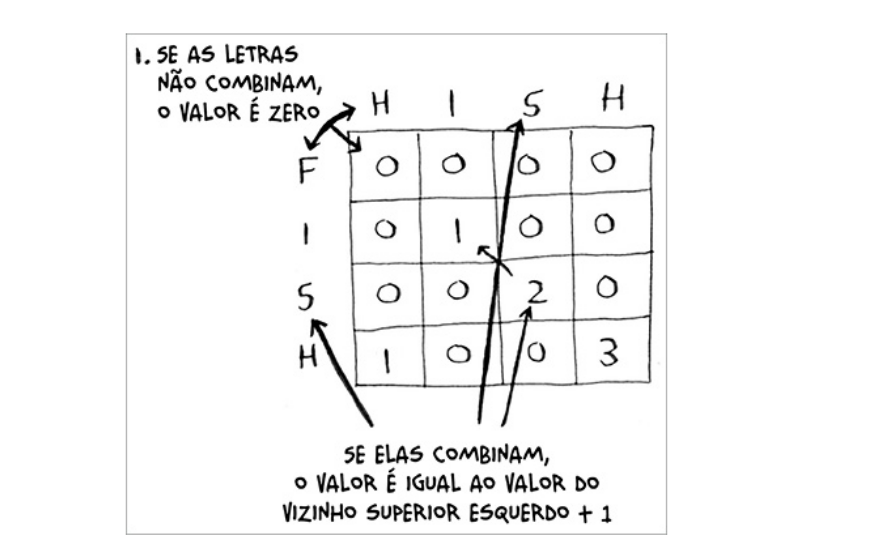 1. SE AS LETRAS
NÃO COMBINAM,
O VALOR É ZERO
H I S H
F 0 0 0 0
I 0 1 0 0
S 0 0 2 0
H 1 0 0 3
SE ELAS COMBINAM,
O VALOR É IGUAL AO VALOR DO
VIZINHO SUPERIOR ESQUERDO + 1